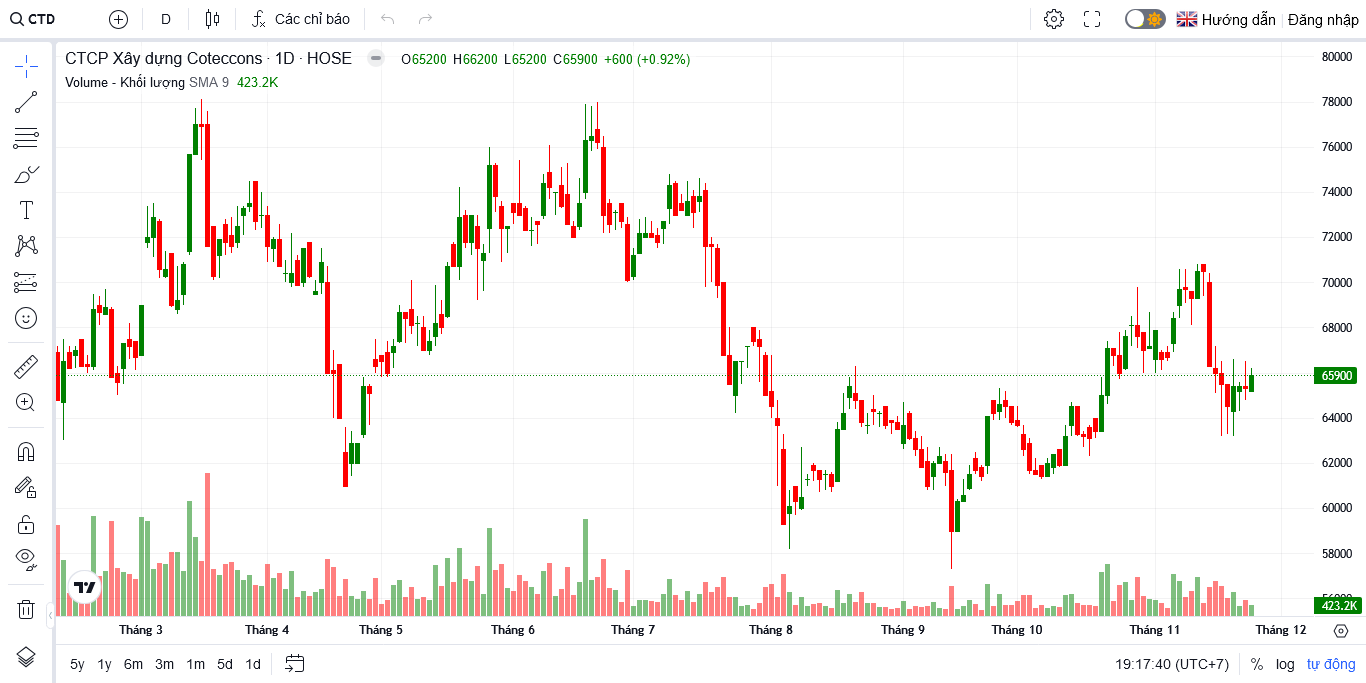 CTD D Các chỉ báo Hướng dẫn Đăng nhập
CTCP Xây dựng Coteccons · 1D · HOSE O65200 H66200 L65200 C65900 +600 (+0.92%)
Volume - Khối lượng SMA 9 423.2K
80000
78000
76000
74000
72000
70000
68000
65900
64000
62000
60000
58000
56000
423.2K
Tháng 3 Tháng 4 Tháng 5 Tháng 6 Tháng 7 Tháng 8 Tháng 9 Tháng 10 Tháng 11 Tháng 12
5y 1y 6m 3m 1m 5d 1d 19:17:40 (UTC+7) % log tự động